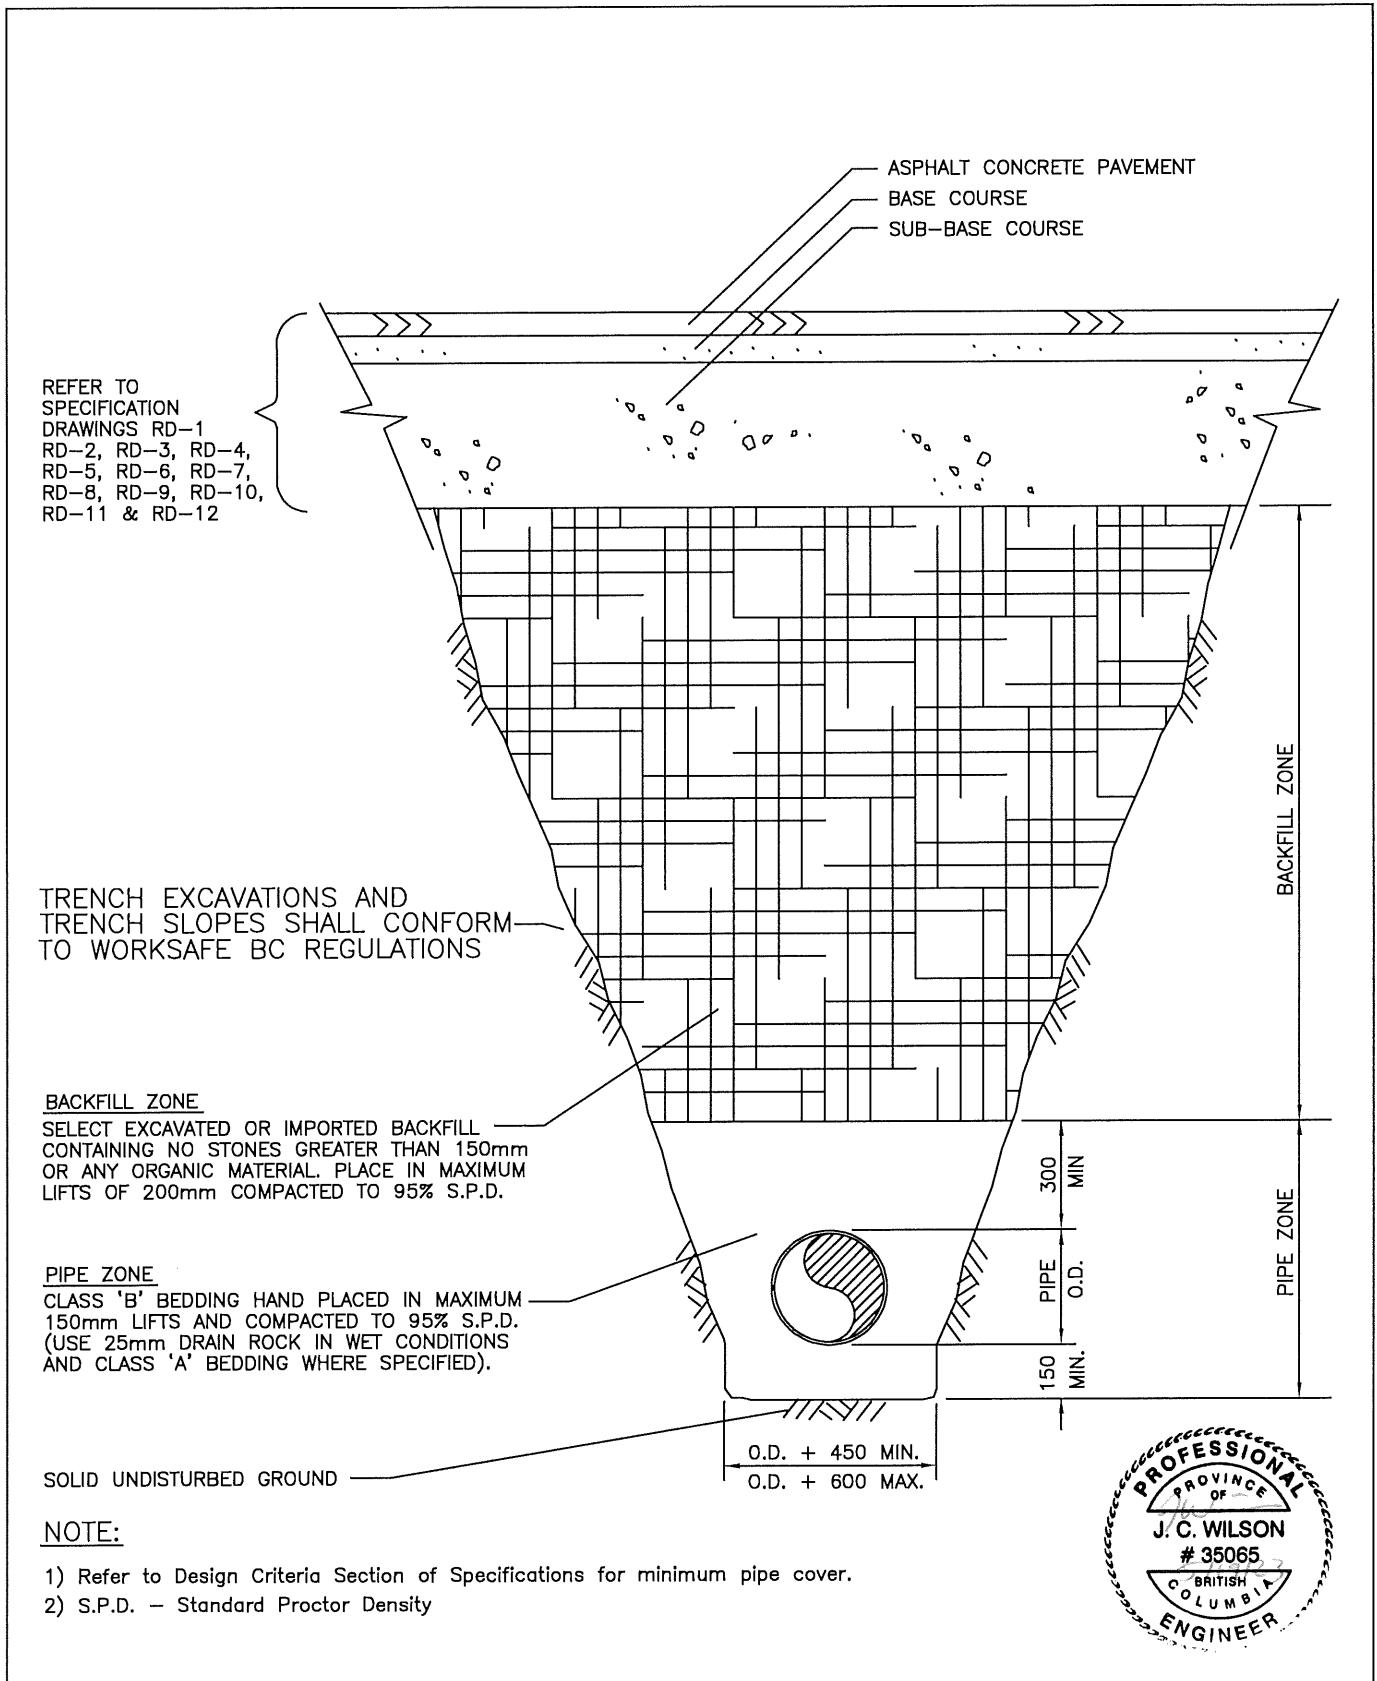 ASPHALT CONCRETE PAVEMENT
BASE COURSE
SUB-BASE COURSE
REFER TO
SPECIFICATION
DRAWINGS RD-1
RD-2, RD-3, RD-4,
RD-5, RD-6, RD-7,
RD-8, RD-9, RD-10,
RD-11 & RD-12
BACKFILL ZONE
TRENCH EXCAVATIONS AND
TRENCH SLOPES SHALL CONFORM
TO WORKSAFE BC REGULATIONS
BACKFILL ZONE
SELECT EXCAVATED OR IMPORTED BACKFILL
CONTAINING NO STONES GREATER THAN 150mm
OR ANY ORGANIC MATERIAL. PLACE IN MAXIMUM
LIFTS OF 200mm COMPACTED TO 95% S.P.D.
300
MIN
PIPE ZONE
PIPE ZONE
CLASS 'B' BEDDING HAND PLACED IN MAXIMUM
150mm LIFTS AND COMPACTED TO 95% S.P.D.
(USE 25mm DRAIN ROCK IN WET CONDITIONS
AND CLASS 'A' BEDDING WHERE SPECIFIED).
PIPE
O.D.
150
MIN.
O.D. + 450 MIN.
O.D. + 600 MAX.
SOLID UNDISTURBED GROUND
NOTE:
1) Refer to Design Criteria Section of Specifications for minimum pipe cover.
2) S.P.D. - Standard Proctor Density
PROFESSIONAL
PROVINCE
OF
J. C. WILSON
# 35065
BRITISH
COLUMBIA
ENGINEER